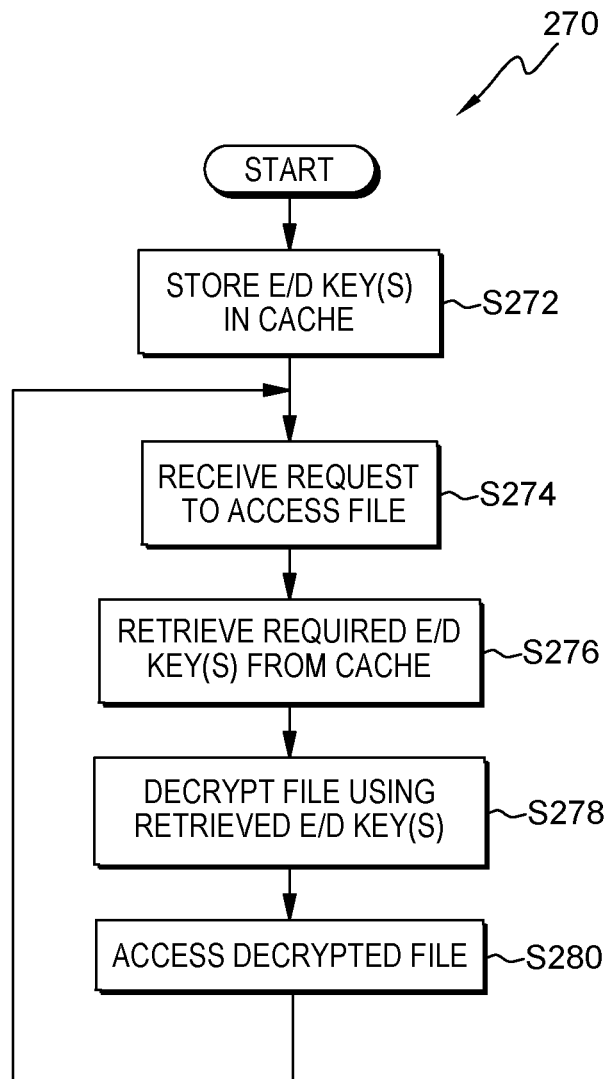 270
START
STORE E/D KEY(S)
IN CACHE
S272
RECEIVE REQUEST
TO ACCESS FILE
S274
RETRIEVE REQUIRED E/D
KEY(S) FROM CACHE
S276
DECRYPT FILE USING
RETRIEVED E/D KEY(S)
S278
ACCESS DECRYPTED FILE
S280